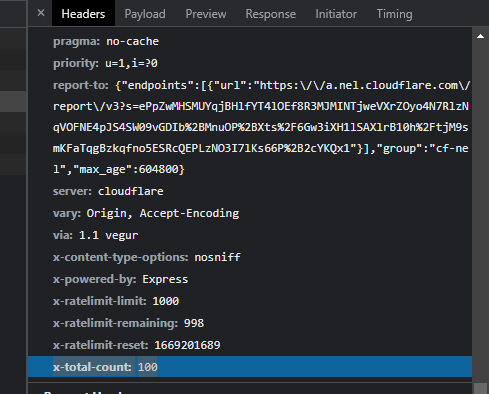 × Headers Payload Preview Response Initiator Timing
pragma: no-cache
priority: u=1,i=?0
report-to: {"endpoints":[{"url":"https:\/\/a.nel.cloudflare.com\/
report\/v3?s=ePpZwMHSMUYqjBHlfYT4lOEf8R3MJMINTjweVXrZOyo4N7RlzN
qVOFNE4pJS4SW09vGDIb%2BMnuOP%2BXts%2F6Gw3iXH1lSAXlrB10h%2FtjM9s
mKFaTqgBzkqfno5ESRcQEPLzNO3I7lKs66P%2B2cYKQx1"}],"group":"cf-ne
l","max_age":604800}
server: cloudflare
vary: Origin, Accept-Encoding
via: 1.1 vegur
x-content-type-options: nosniff
x-powered-by: Express
x-ratelimit-limit: 1000
x-ratelimit-remaining: 998
x-ratelimit-reset: 1669201689
x-total-count: 100